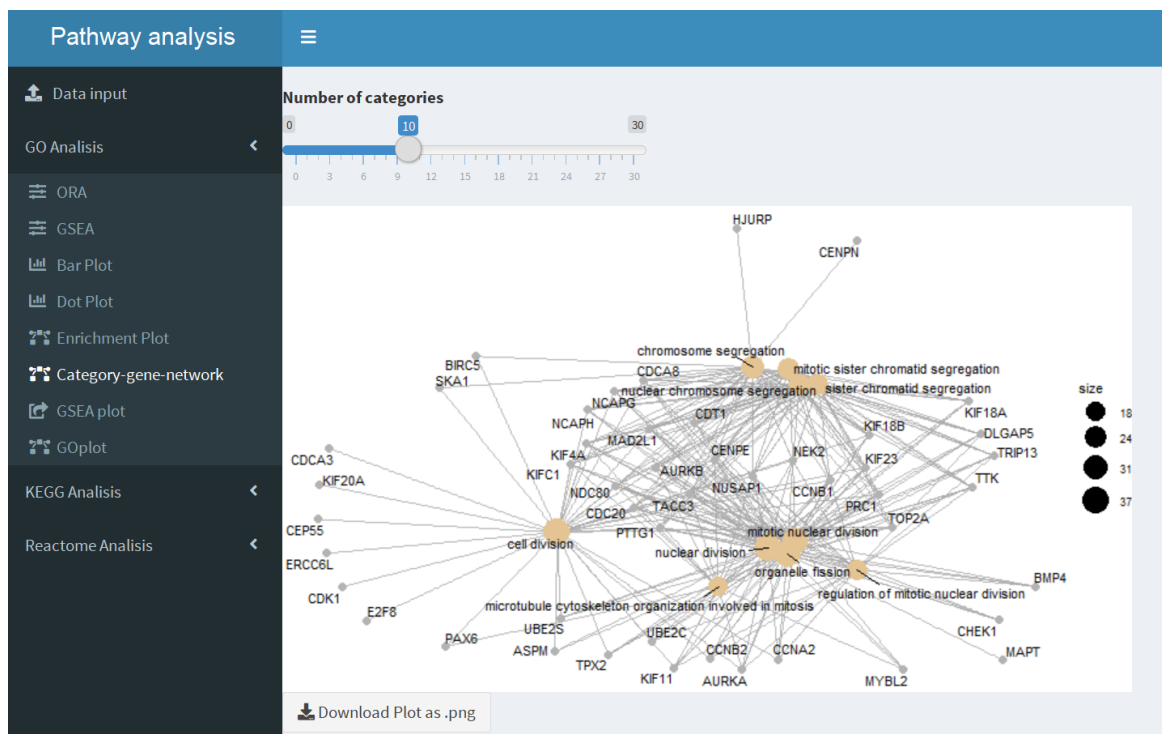 Pathway analysis
Data input
GO Analisis
ORA
GSEA
Bar Plot
Dot Plot
Enrichment Plot
Category-gene-network
GSEA plot
GOplot
KEGG Analisis
Reactome Analisis
Number of categories
0 10 30
0 3 6 9 12 15 18 21 24 27 30
HJURP
CENPN
chromosome segregation
BIRC5
CDCA8
mitotic sister chromatid segregation
SKA1
nuclear chromosome segregation
sister chromatid segregation
size
NCAPG
CDT1
KIF18A
18
NCAPH
KIF18B
DLGAP5
24
MAD2L1
CENPE
NEK2
TRIP13
CDCA3
KIF4A
AURKB
KIF23
31
KIF20A
KIFC1
TTK
NDC80
NUSAP1
CCNB1
37
CDC20
TACC3
PRC1
TOP2A
CEP55
PTTG1
mitotic nuclear division
cell division
nuclear division
ERCC6L
organelle fission
BMP4
CDK1
regulation of mitotic nuclear division
E2F8
microtubule cytoskeleton organization involved in mitosis
PAX6
UBE2S
UBE2C
CHEK1
ASPM
CCNB2
CCNA2
MAPT
TPX2
KIF11
AURKA
MYBL2
Download Plot as .png